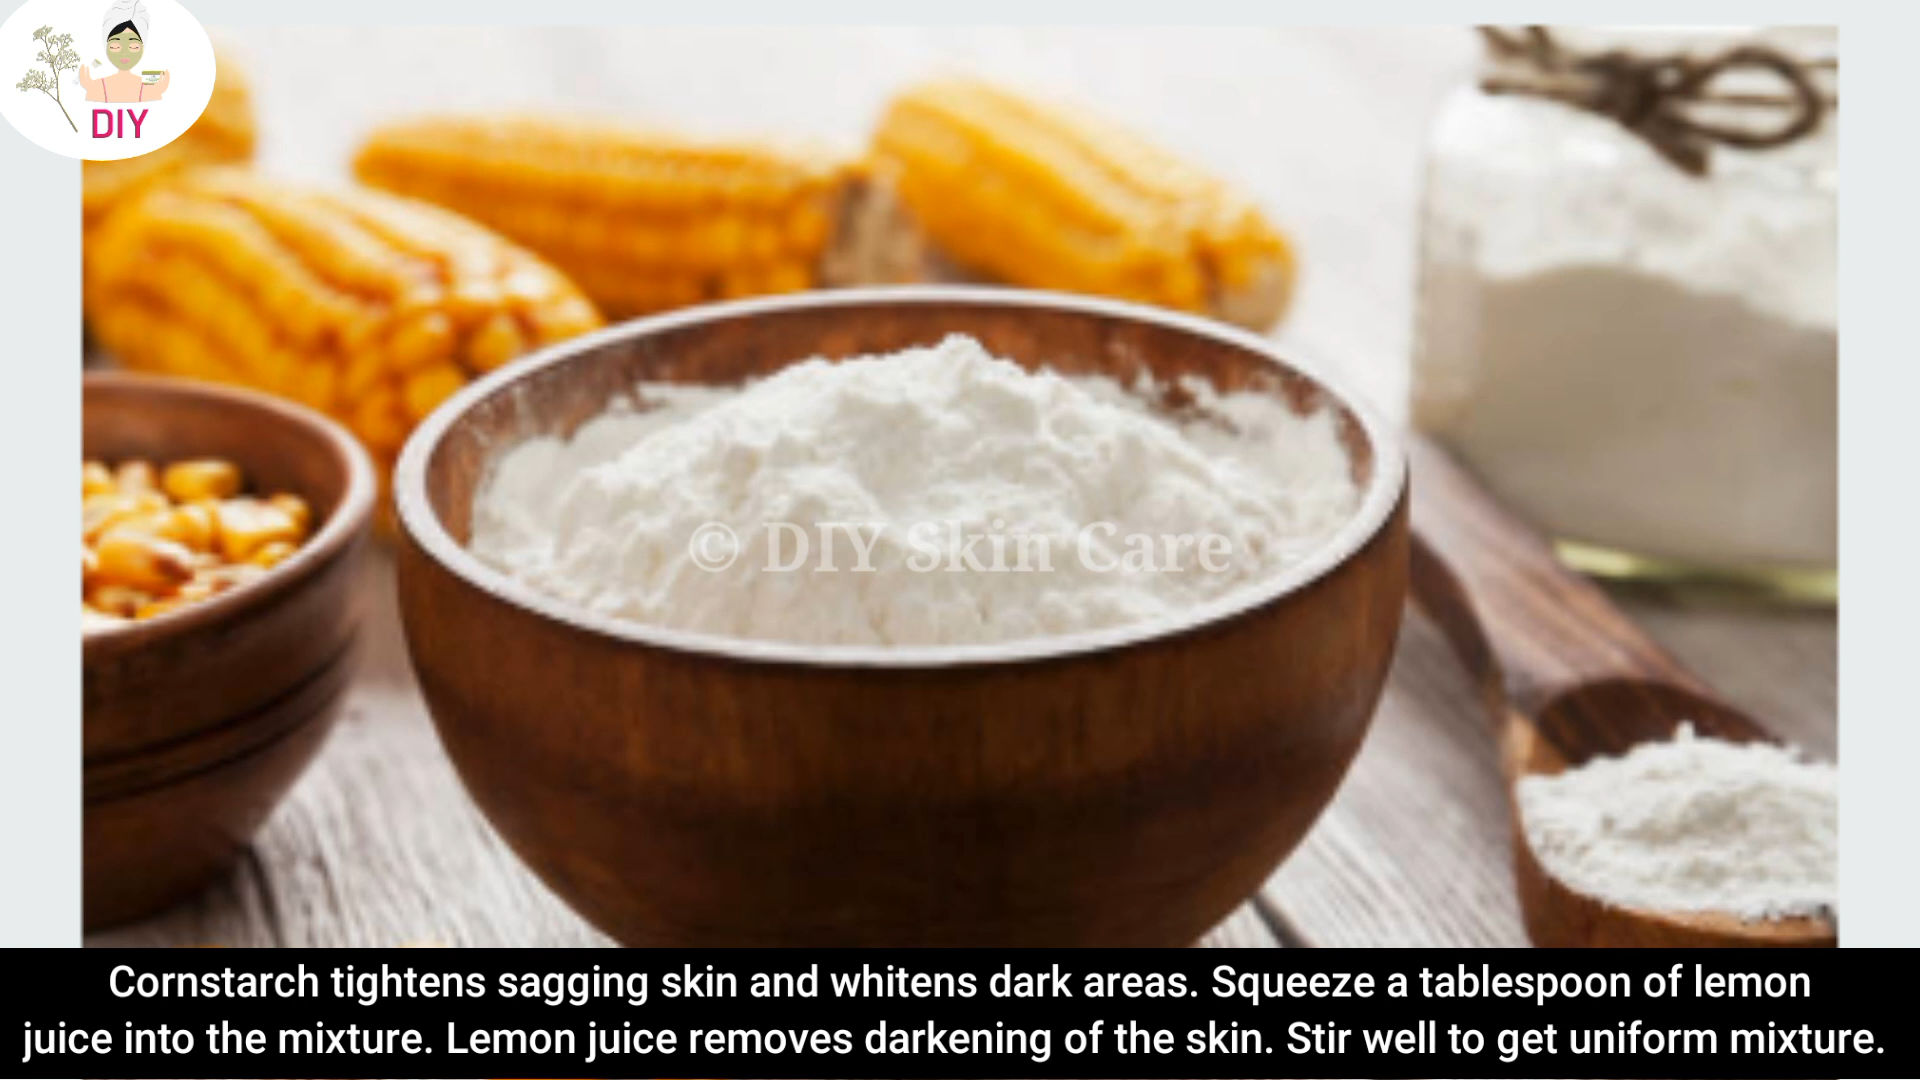 DIY
© DIY Skin Care
Cornstarch tightens sagging skin and whitens dark areas. Squeeze a tablespoon of lemon
juice into the mixture. Lemon juice removes darkening of the skin. Stir well to get uniform mixture.